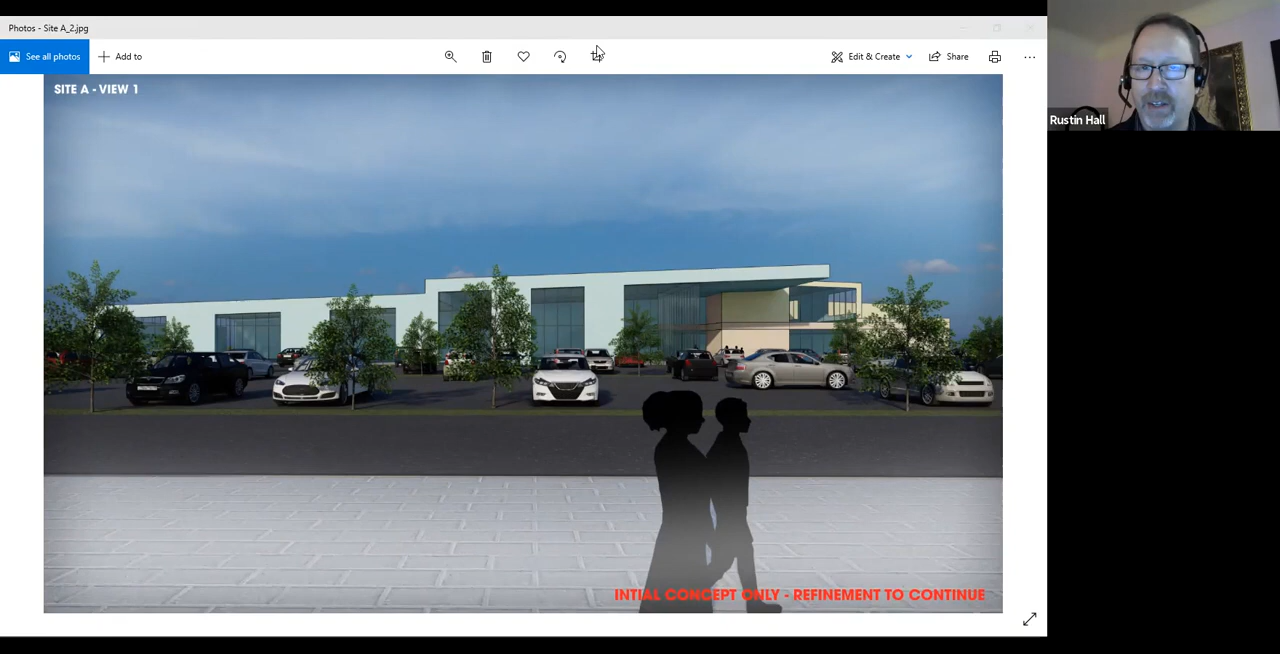 Photos - Site A_2.jpg
See all photos
Add to
Edit & Create
Share
SITE A - VIEW 1
Rustin Hall
INTIAL CONCEPT ONLY - REFINEMENT TO CONTINUE